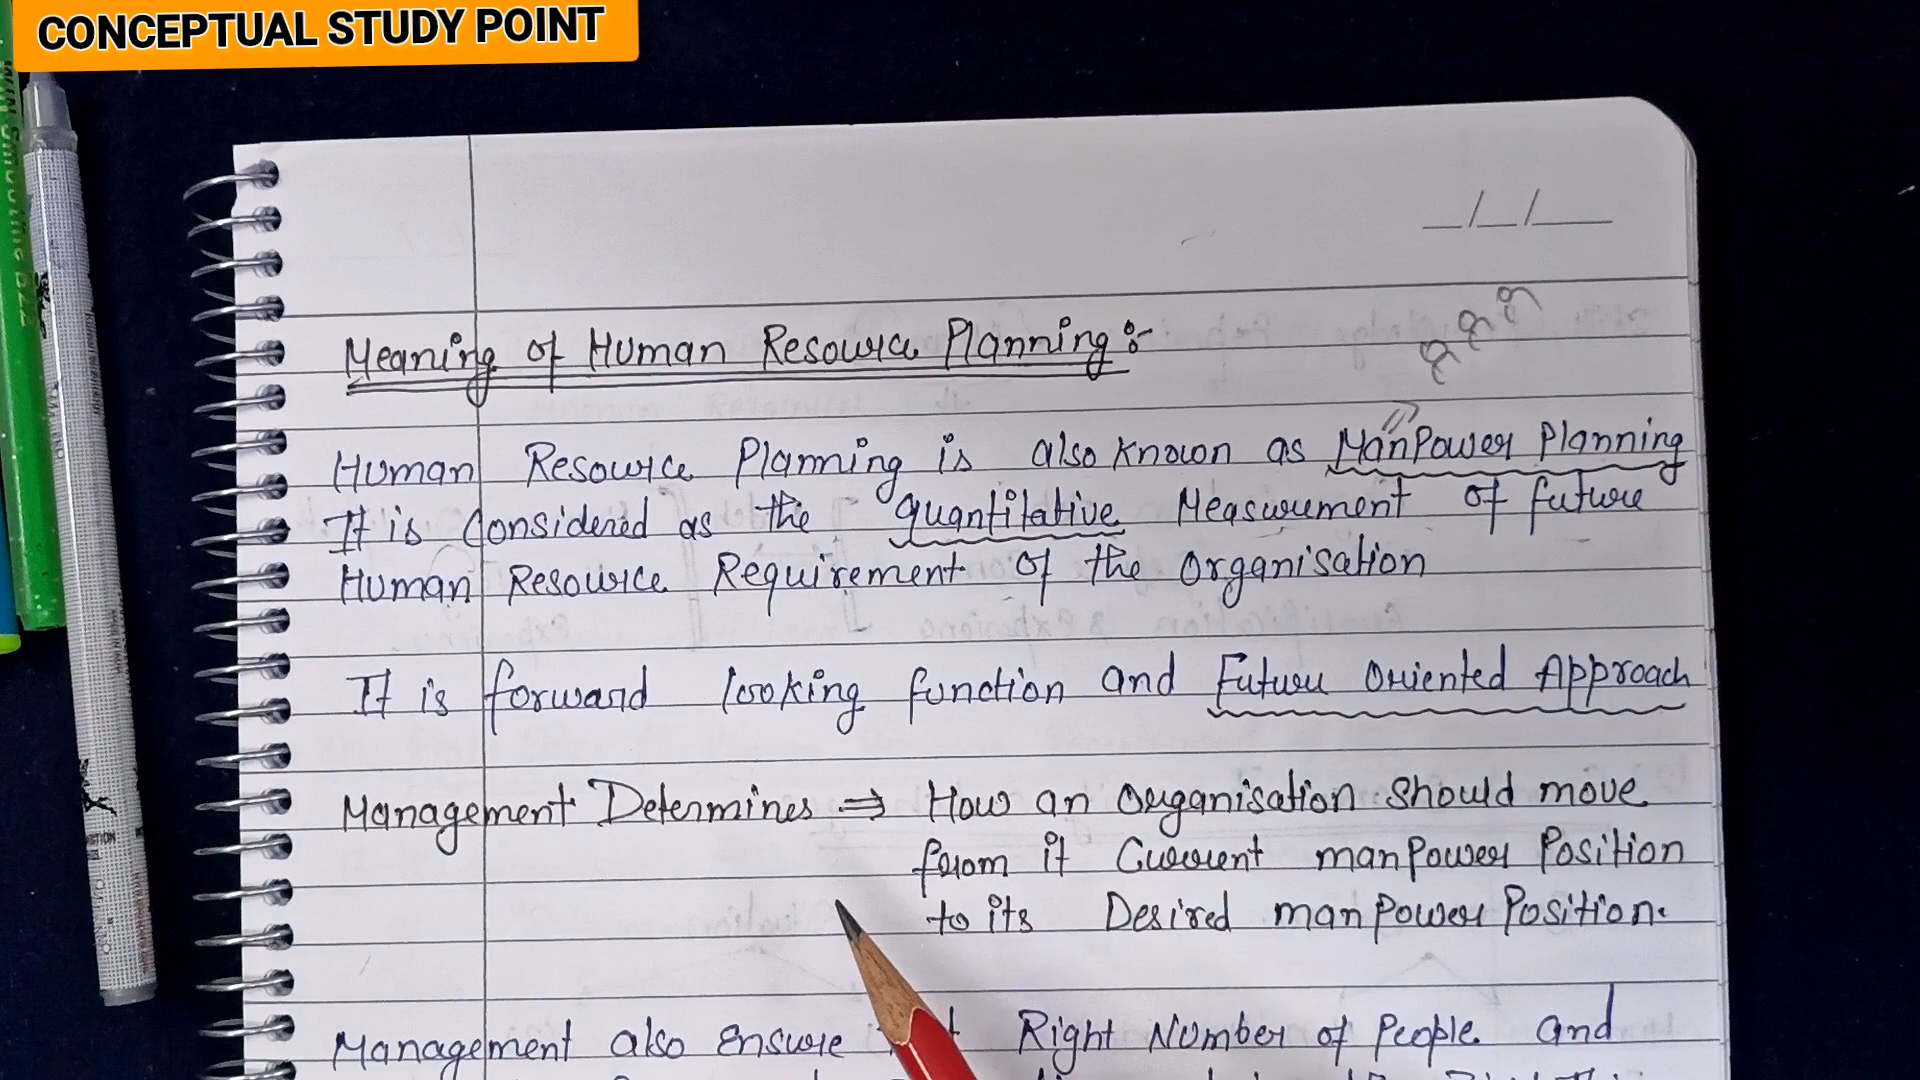 CONCEPTUAL STUDY POINT
_/_/__
Meaning of Human Resource Planning :-
Human Resource Planning is also known as ManPower Planning
It is Considered as the quantitative Measurement of future
Human Resource Requirement of the Organisation
It is forward looking function and Future Oriented Approach
Management Determines ⇒ How an Organisation Should move
from it Current manPower Position
to its Desired manPower Position.
Management also ensure Right Number of People and